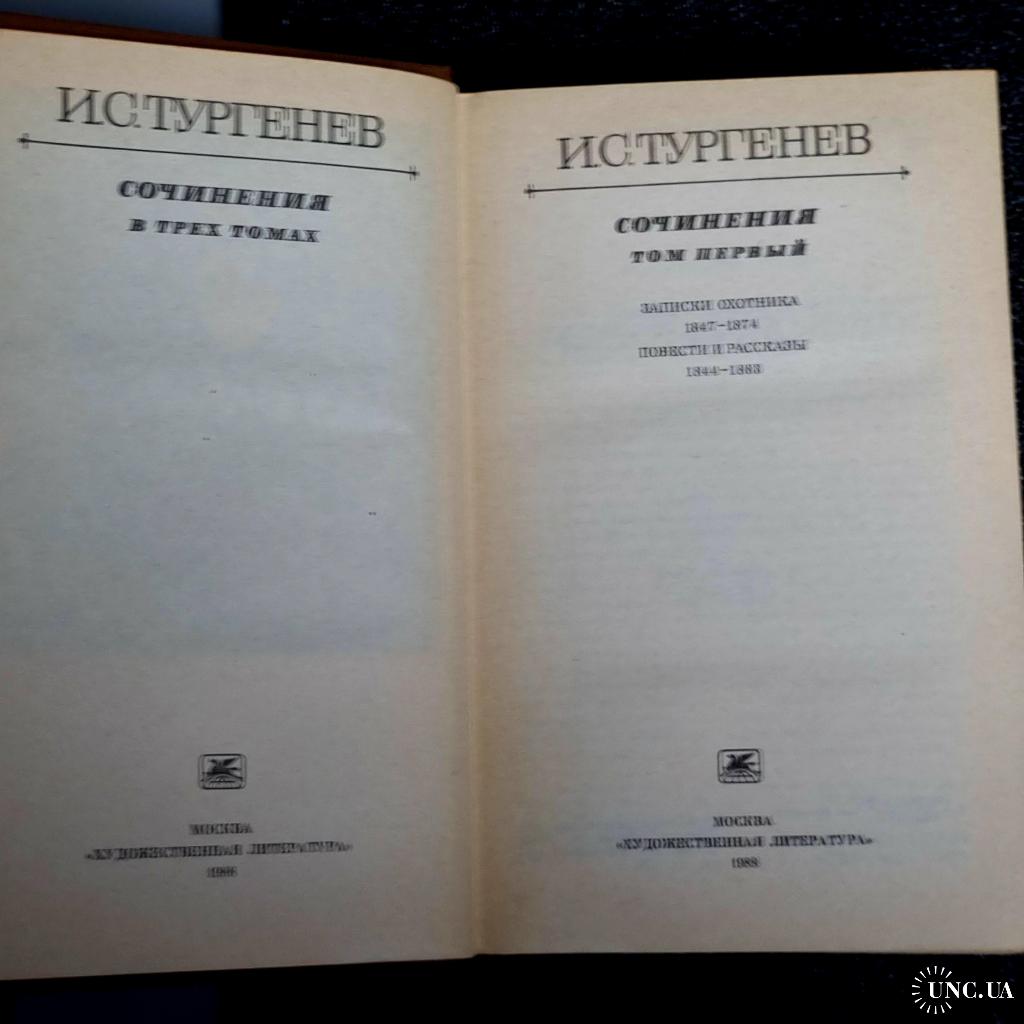 И.С.ТУРГЕНЕВ
СОЧИНЕНИЯ
В ТРЕХ ТОМАХ
МОСКВА
«ХУДОЖЕСТВЕННАЯ ЛИТЕРАТУРА»
И.С.ТУРГЕНЕВ
СОЧИНЕНИЯ
ТОМ ПЕРВЫЙ
ЗАПИСКИ ОХОТНИКА
1847–1874
ПОВЕСТИ И РАССКАЗЫ
1844–1883
МОСКВА
«ХУДОЖЕСТВЕННАЯ ЛИТЕРАТУРА»
1988
UNC.UA